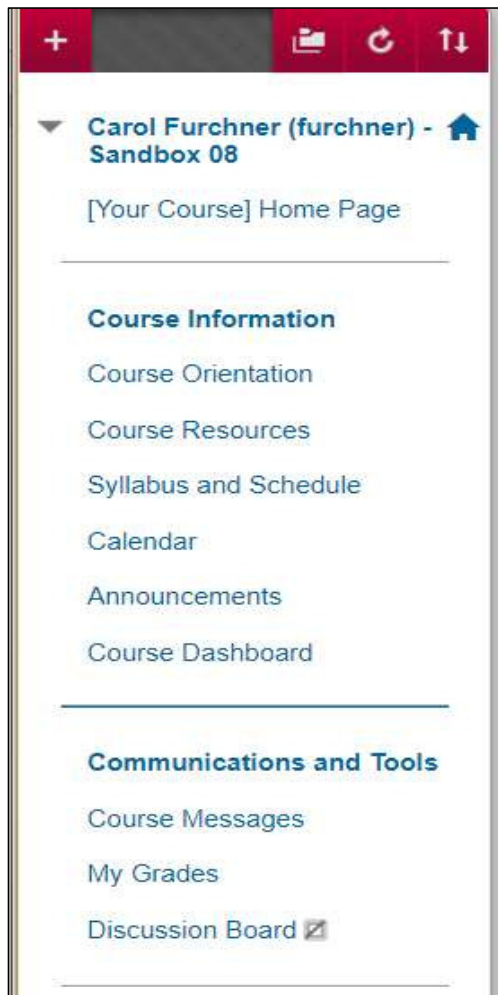 Carol Furchner (furchner) -
Sandbox 08
[Your Course] Home Page
Course Information
Course Orientation
Course Resources
Syllabus and Schedule
Calendar
Announcements
Course Dashboard
Communications and Tools
Course Messages
My Grades
Discussion Board